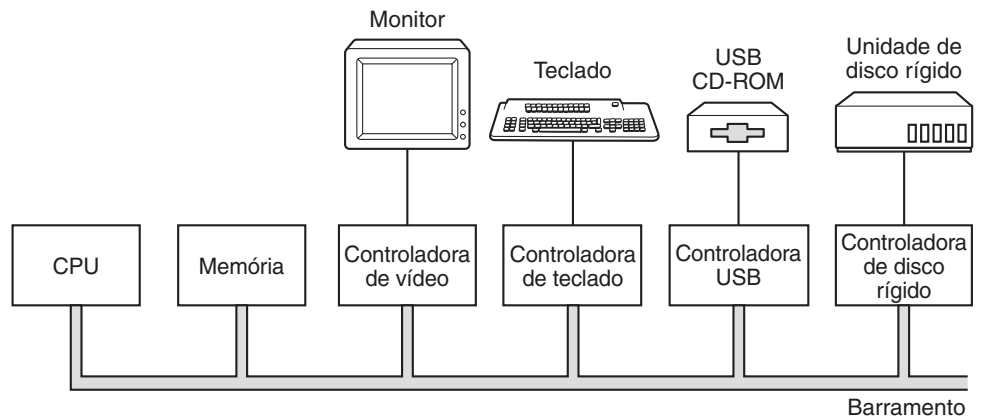 Monitor
Teclado
USB
CD-ROM
Unidade de
disco rígido
CPU
Memória
Controladora
de vídeo
Controladora
de teclado
Controladora
USB
Controladora
de disco
rígido
Barramento